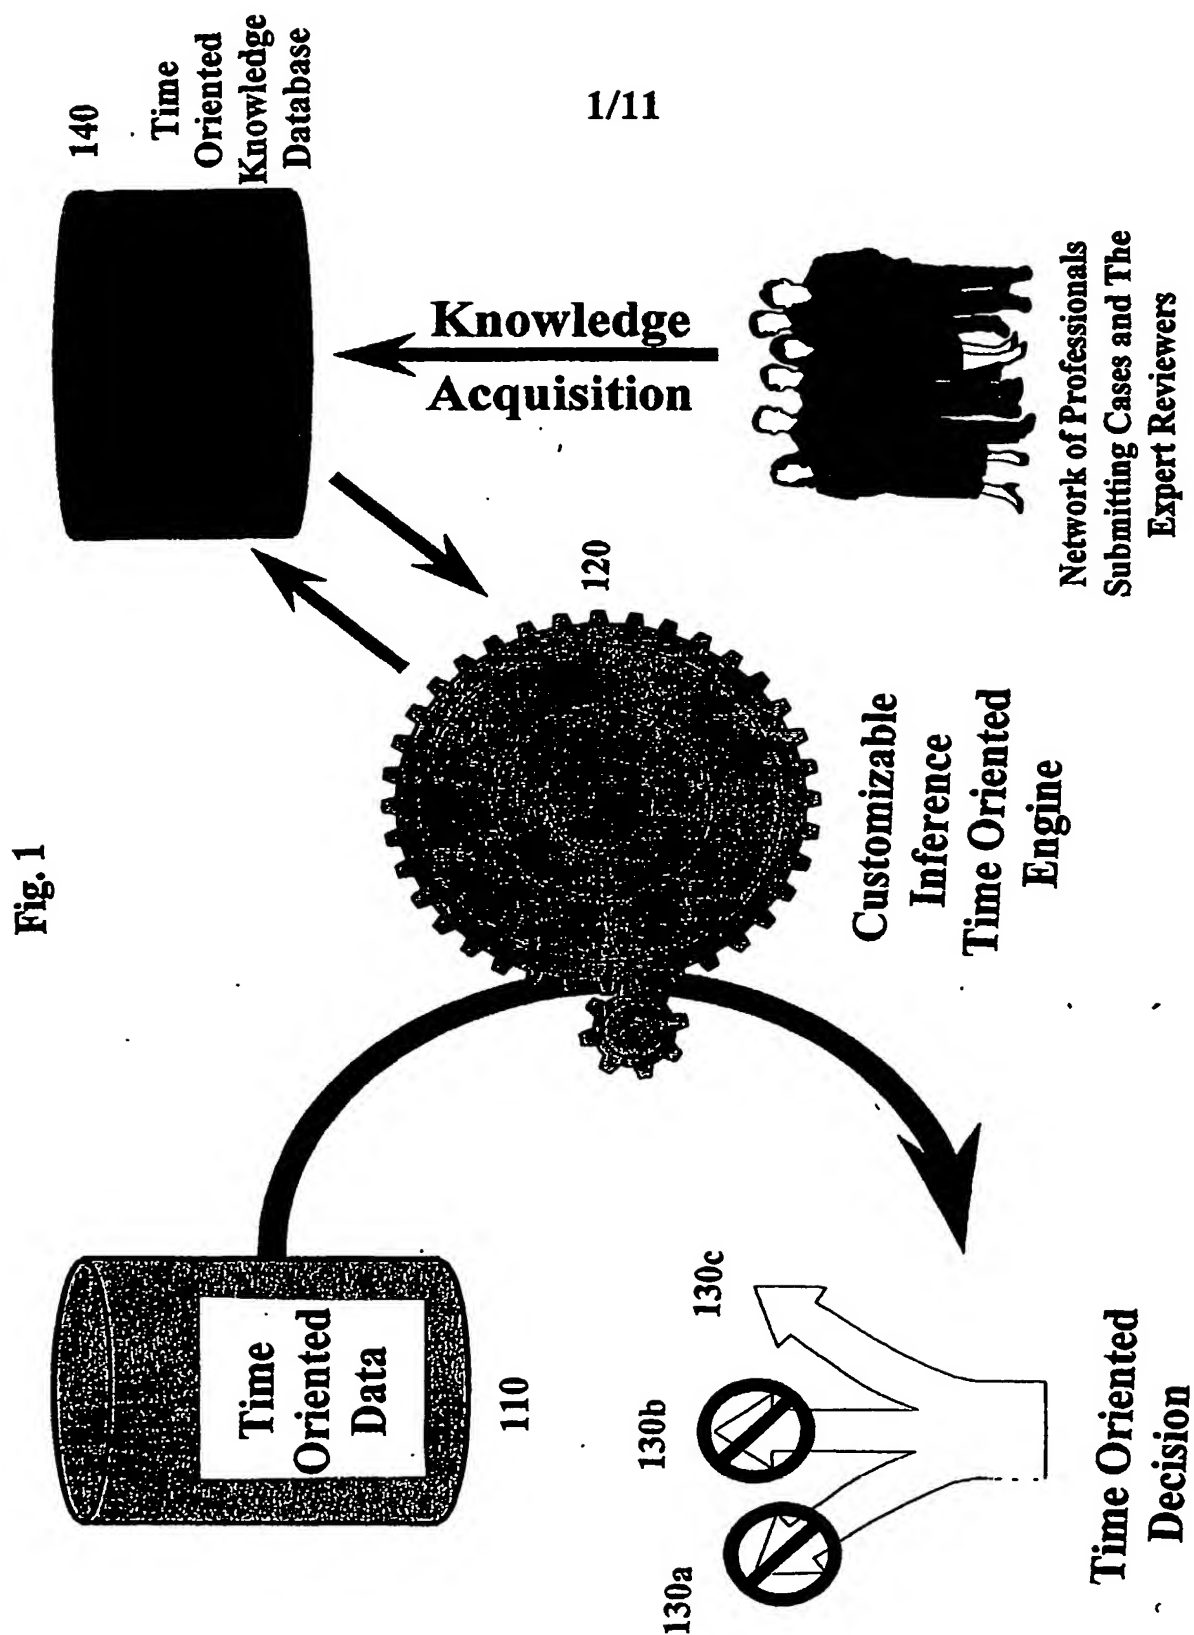 1/11
Fig. 1
Time
Oriented
Data
110
120
Customizable
Inference
Time Oriented
Engine
140
Time
Oriented
Knowledge
Database
Knowledge
Acquisition
Network of Professionals
Submitting Cases and The
Expert Reviewers
130a
130b
130c
Time Oriented
Decision